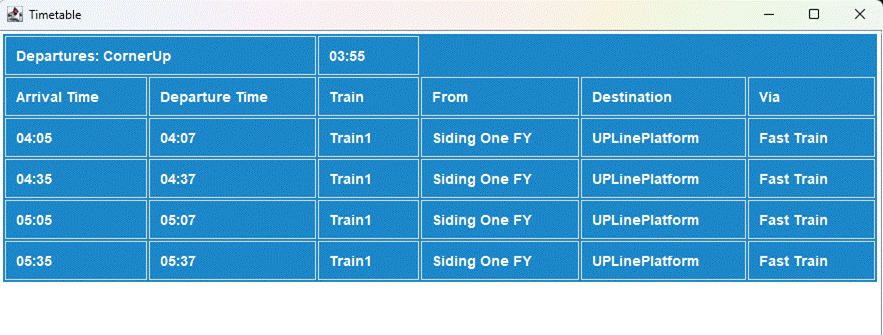 Timetable
Departures: CornerUp 03:55
Arrival Time Departure Time Train From Destination Via
04:05 04:07 Train1 Siding One FY UPLinePlatform Fast Train
04:35 04:37 Train1 Siding One FY UPLinePlatform Fast Train
05:05 05:07 Train1 Siding One FY UPLinePlatform Fast Train
05:35 05:37 Train1 Siding One FY UPLinePlatform Fast Train